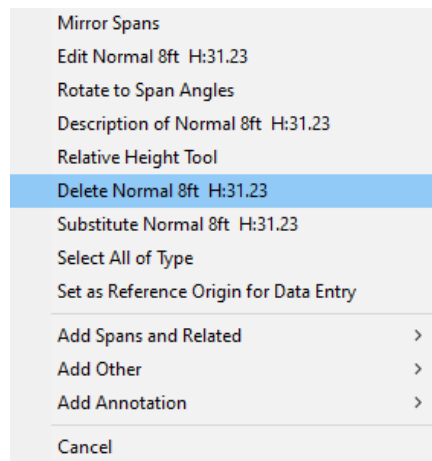 Mirror Spans
Edit Normal 8ft  H:31.23
Rotate to Span Angles
Description of Normal 8ft  H:31.23
Relative Height Tool
Delete Normal 8ft  H:31.23
Substitute Normal 8ft  H:31.23
Select All of Type
Set as Reference Origin for Data Entry
Add Spans and Related
Add Other
Add Annotation
Cancel